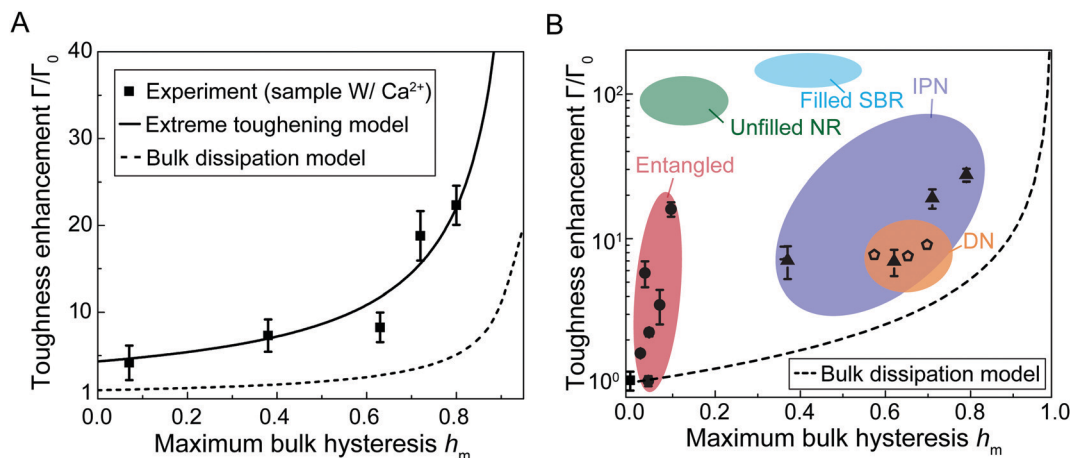 A
Toughness enhancement Γ/Γ₀
40
30
20
10
1
Experiment (sample W/ Ca²⁺)
Extreme toughening model
Bulk dissipation model
0.0 0.2 0.4 0.6 0.8
Maximum bulk hysteresis hₘ
B
Toughness enhancement Γ/Γ₀
10²
10¹
10⁰
Filled SBR
IPN
Unfilled NR
Entangled
DN
Bulk dissipation model
0.0 0.2 0.4 0.6 0.8 1.0
Maximum bulk hysteresis hₘ